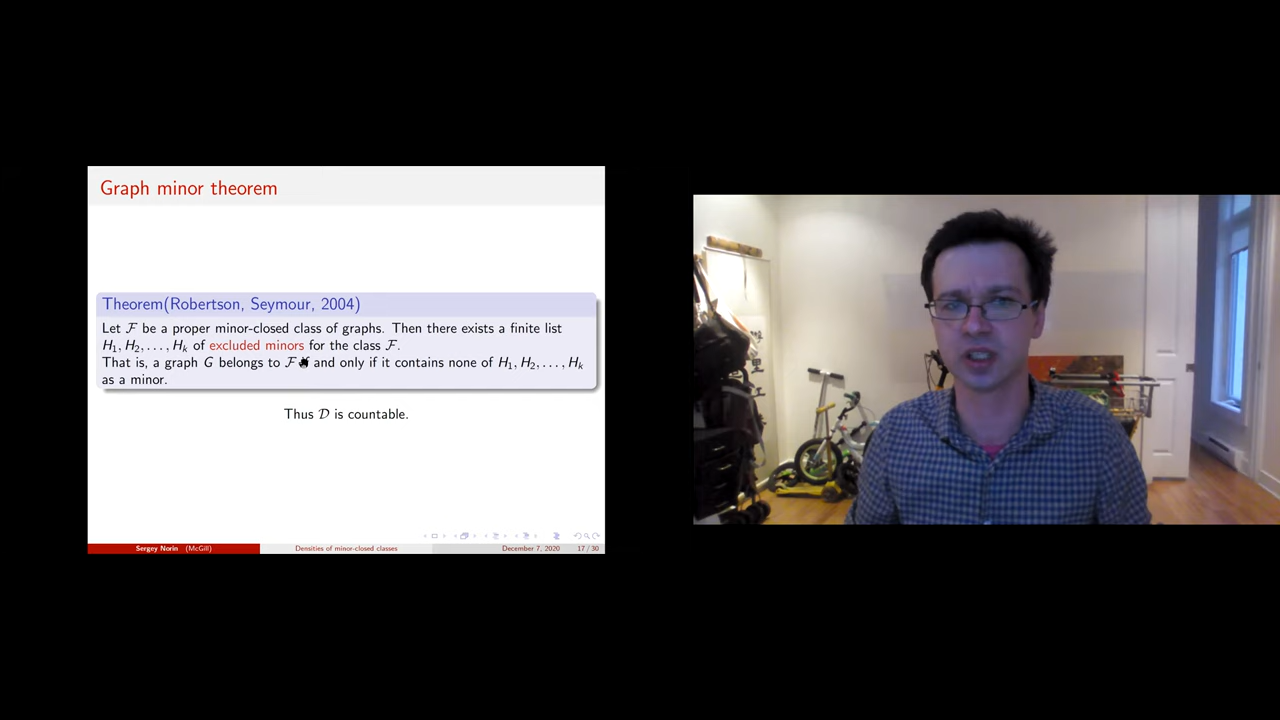 Graph minor theorem
Theorem(Robertson, Seymour, 2004)
Let ℱ be a proper minor-closed class of graphs. Then there exists a finite list
H₁, H₂, . . . , Hₖ of excluded minors for the class ℱ.
That is, a graph G belongs to ℱ and only if it contains none of H₁, H₂, . . . , Hₖ
as a minor.
Thus 𝒟 is countable.
Sergey Norin (McGill) Densities of minor-closed classes December 7, 2020 17 / 30